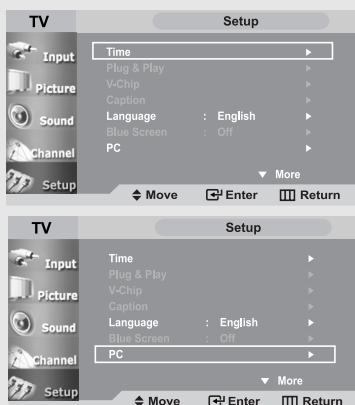 TV Setup
Input
Picture
Sound
Channel
Setup
Time
Plug & Play
V-Chip
Caption
Language : English
Blue Screen : Off
PC
More
Move Enter Return
TV Setup
Input
Picture
Sound
Channel
Setup
Time
Plug & Play
V-Chip
Caption
Language : English
Blue Screen : Off
PC
More
Move Enter Return